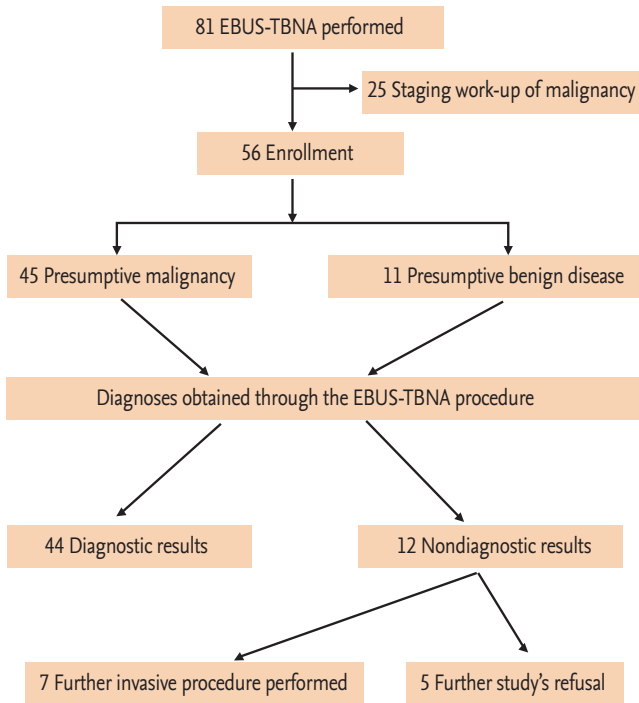 81 EBUS-TBNA performed
25 Staging work-up of malignancy
56 Enrollment
45 Presumptive malignancy
11 Presumptive benign disease
Diagnoses obtained through the EBUS-TBNA procedure
44 Diagnostic results
12 Nondiagnostic results
7 Further invasive procedure performed
5 Further study's refusal